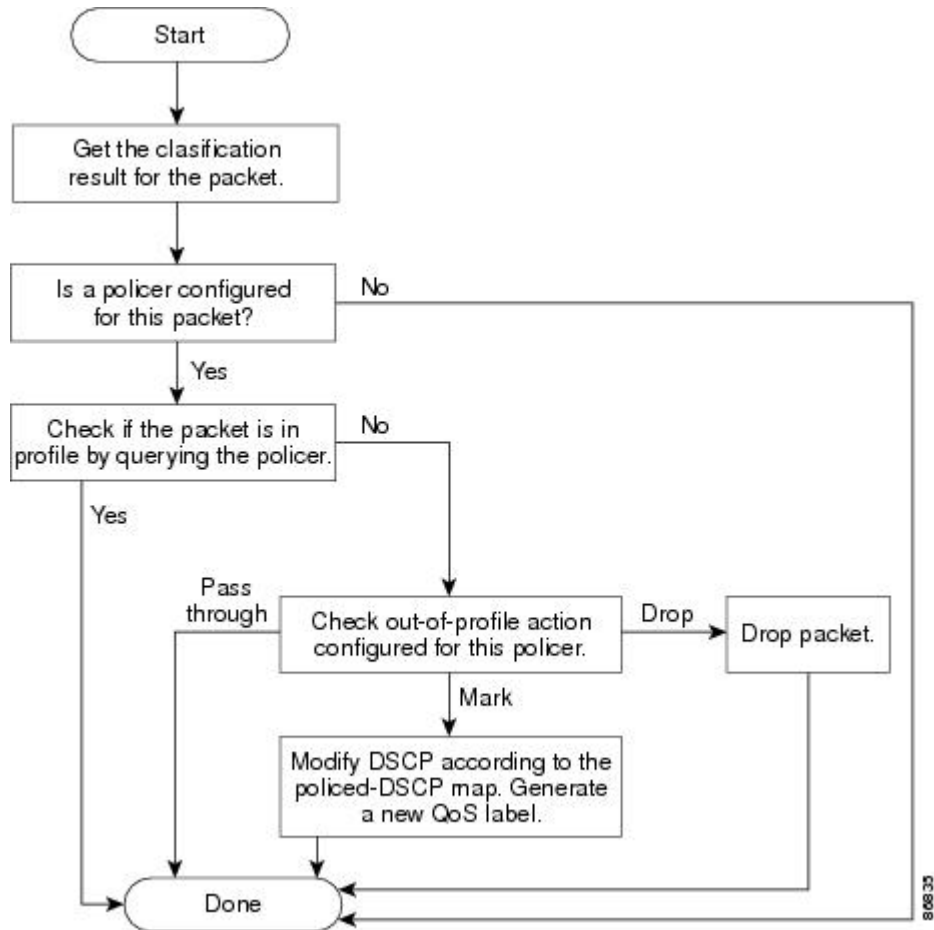 Start
Get the clasification
result for the packet.
Is a policer configured
for this packet?
No
Yes
Check if the packet is in
profile by querying the policer.
No
Yes
Pass
through
Check out-of-profile action
configured for this policer.
Drop
Drop packet.
Mark
Modify DSCP according to the
policed-DSCP map. Generate
a new QoS label.
Done
86835